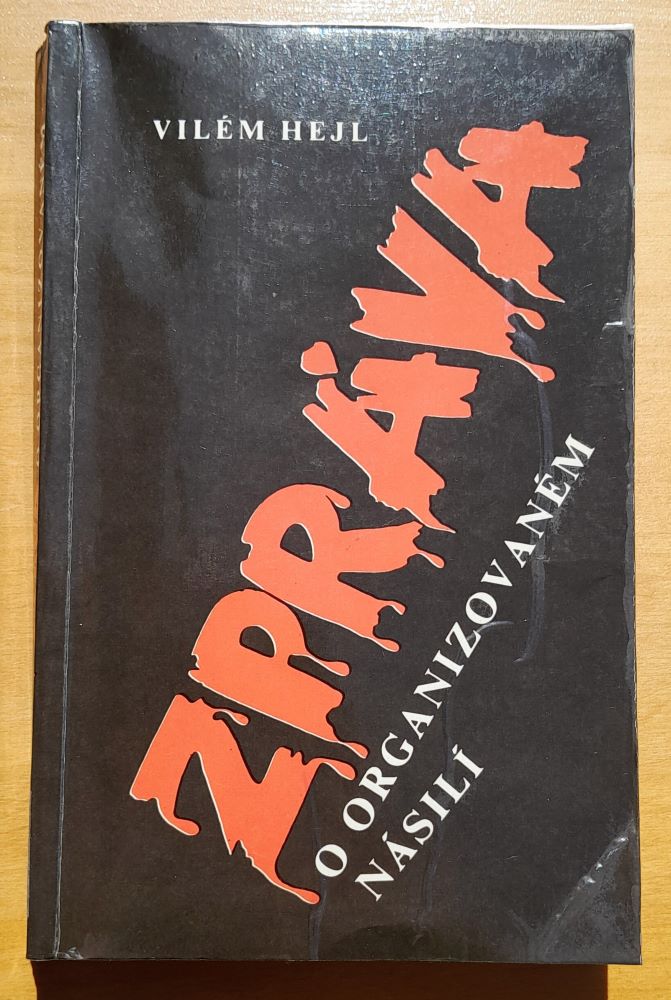 VILÉM HEJL
ZPRÁVA
O ORGANIZOVANÉM
NÁSILÍ